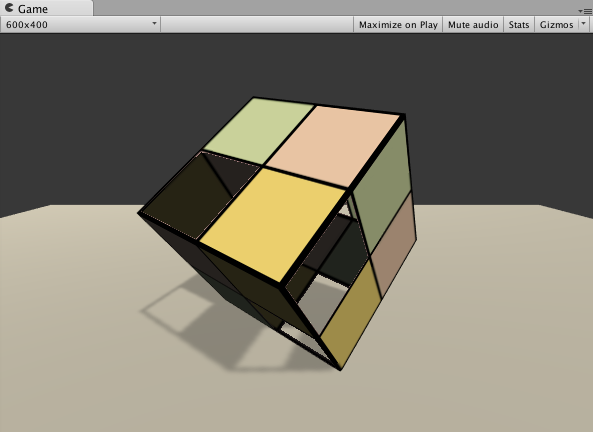 Game
600x400
Maximize on Play
Mute audio
Stats
Gizmos